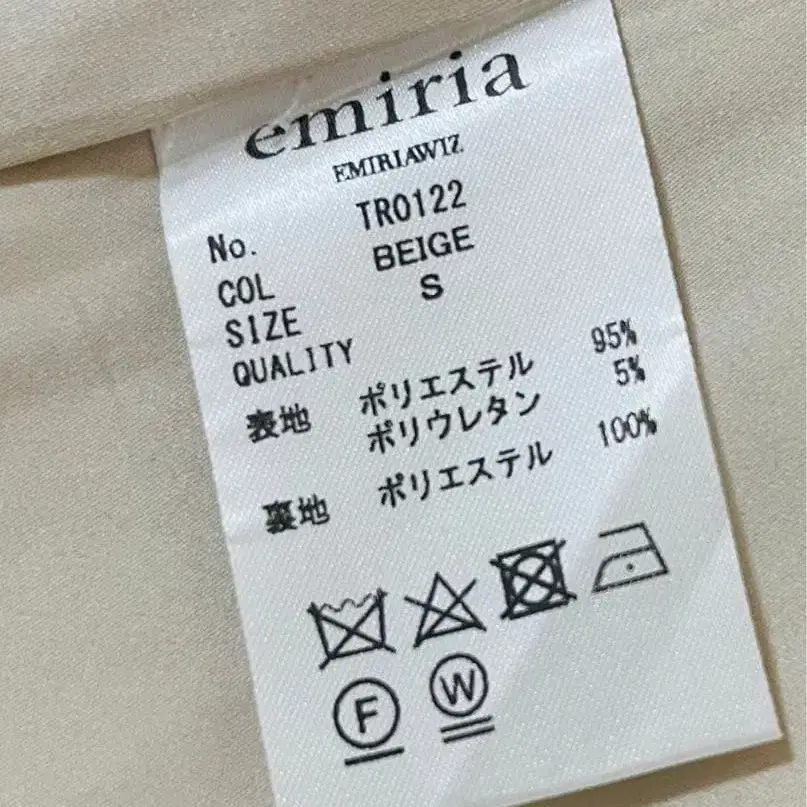 emiria
EMIRIAWIZ
No. TR0122
COL BEIGE
SIZE S
QUALITY
表地 ポリエステル 95%
ポリウレタン 5%
裏地 ポリエステル 100%
F W